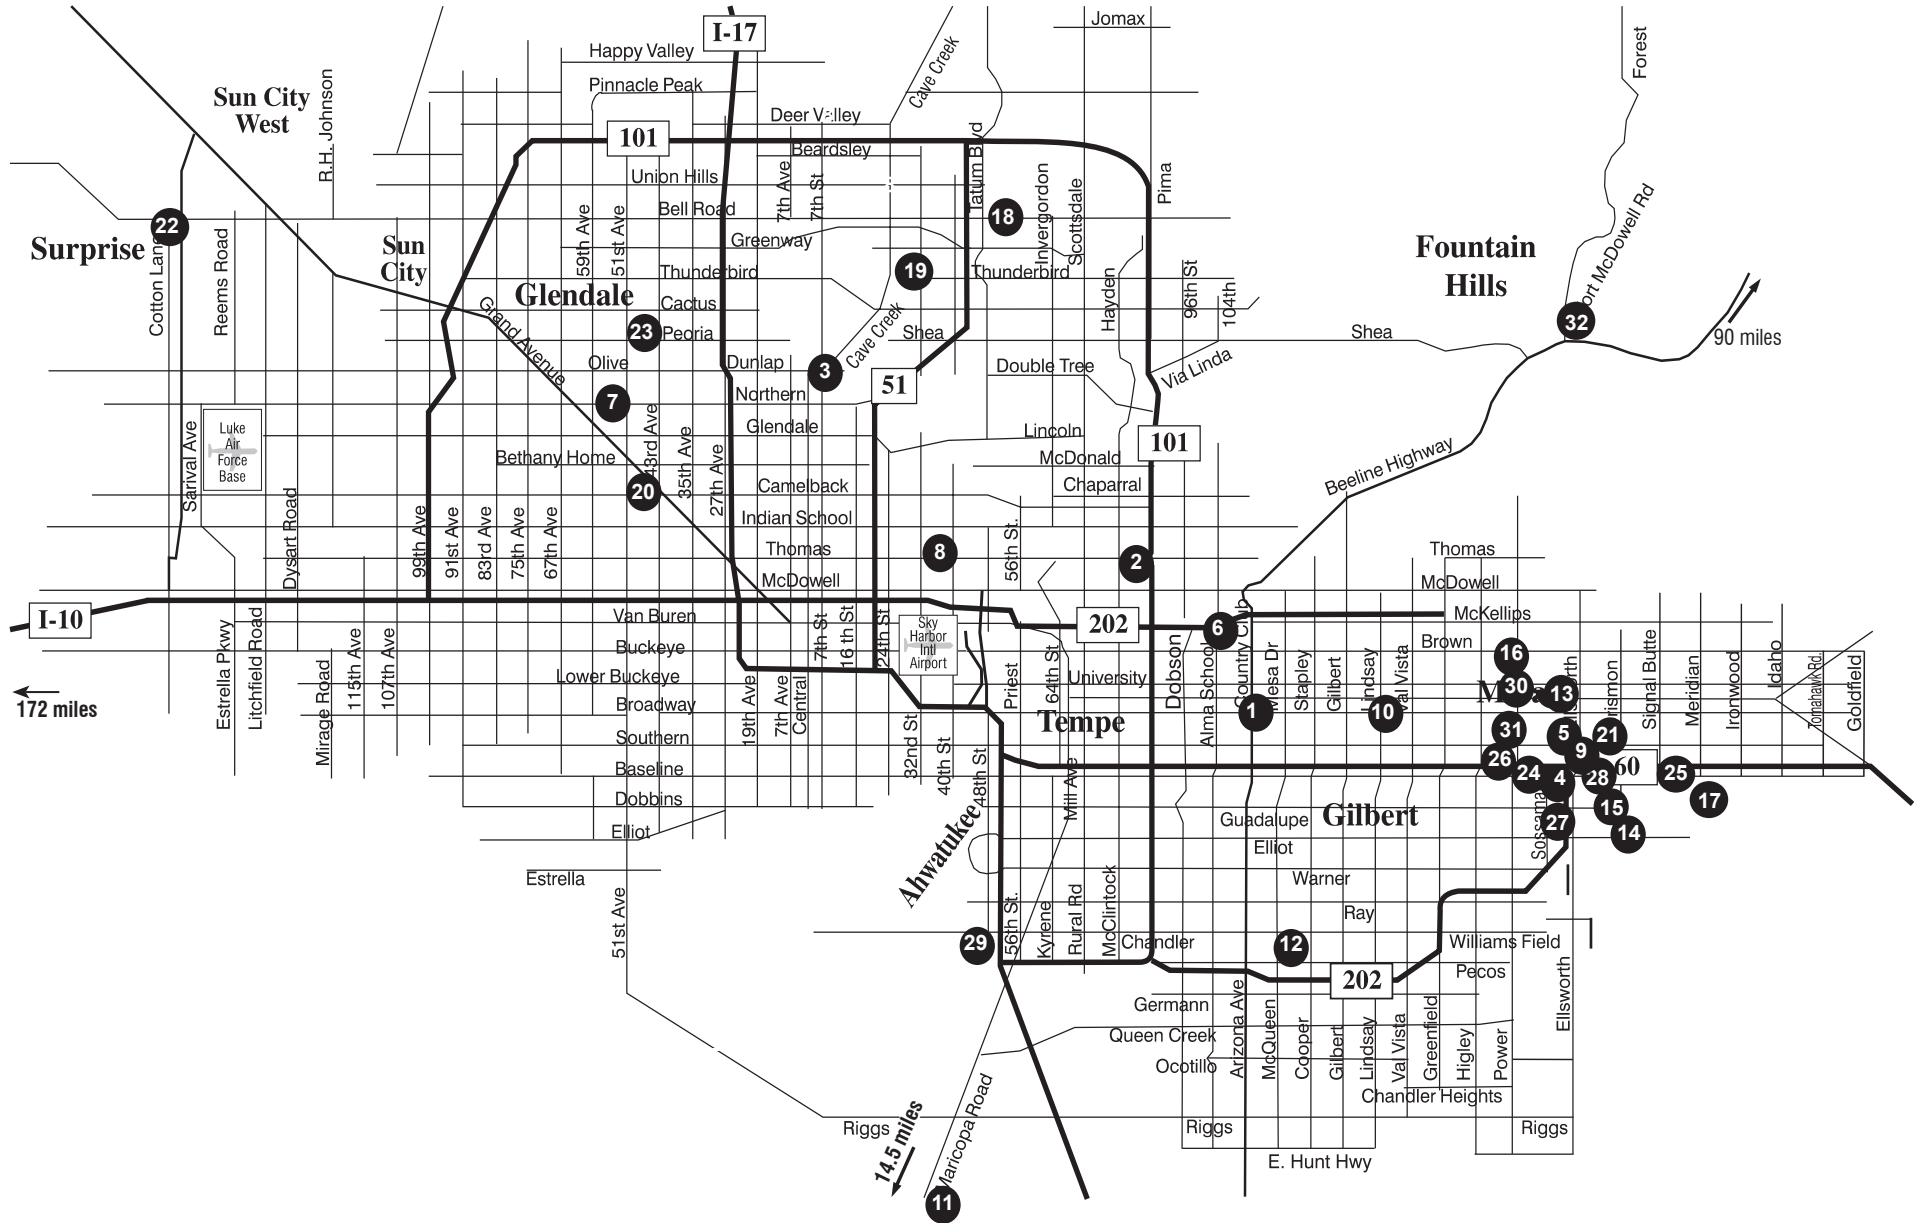 Jomax
I-17
Happy Valley
Cave Creek
Forest
Pinnacle Peak
Sun City
West
R.H. Johnson
Deer Valley
101
Beardsley
Tatum Blvd
Union Hills
7th Ave
7th St
Pima
Invergordon
Scottsdale
Bell Road
18
22
Surprise
Cotton Lane
Reems Road
Sun
City
59th Ave
51st Ave
Greenway
Fountain
Hills
ort McDowell Rd
Thunderbird
19
Thunderbird
Hayden
96th St
104th
Glendale
Cactus
Grand Avenue
23
Peoria
Cave Creek
Shea
Shea
32
90 miles
Olive
Dunlap
3
Double Tree
Via Linda
7
Northern
51
Luke
Air
Force
Base
Sarival Ave
43rd Ave
35th Ave
27th Ave
Glendale
Lincoln
101
Bethany Home
McDonald
Beeline Highway
20
Camelback
Chaparral
Dysart Road
99th Ave
91st Ave
83rd Ave
75th Ave
67th Ave
Indian School
56th St.
Thomas
8
2
Thomas
McDowell
McDowell
I-10
Van Buren
7th St
16 th St
24th St
Sky
Harbor
Intl
Airport
202
6
Country Club
McKellips
Estrella Pkwy
Litchfield Road
Mirage Road
115th Ave
107th Ave
Buckeye
Priest
64th St
Dobson
Alma School
Mesa Dr
Stapley
Gilbert
Lindsay
Val Vista
Brown
16
Signal Butte
Meridian
Ironwood
Idaho
Tomahawk Rd.
Goldfield
Lower Buckeye
University
30
13
rismon
172 miles
Broadway
19th Ave
7th Ave
Central
Tempe
1
10
Southern
32nd St
40th St
48th St
31
5
21
Baseline
Mill Ave
26
9
24
4
28
60
25
Dobbins
Ahwatukee
Guadalupe
Gilbert
Sossaman
15
17
Elliot
27
14
Elliot
Estrella
Warner
51st Ave
56th St.
Kyrene
Rural Rd
McClintock
Ray
29
Chandler
12
Williams Field
Pecos
202
Ellsworth
Germann
Arizona Ave
McQueen
Cooper
Gilbert
Lindsay
Val Vista
Greenfield
Higley
Power
Queen Creek
Ocotillo
Chandler Heights
Riggs
14.5 miles
Maricopa Road
Riggs
Riggs
E. Hunt Hwy
11